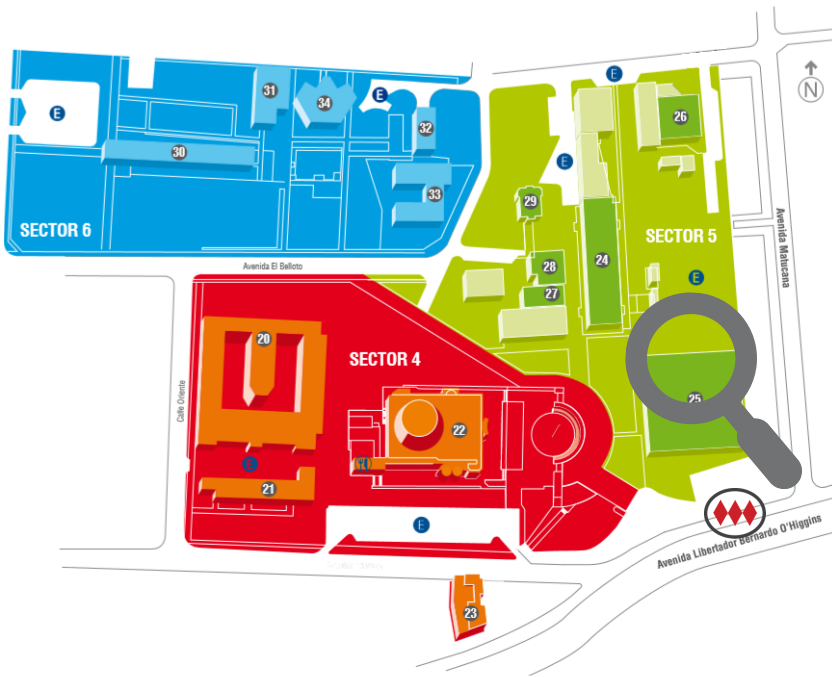 E
31
34
E
32
E
26
N
30
E
33
29
SECTOR 6
SECTOR 5
Avenida Matucana
Avenida El Belloto
28
24
27
E
20
SECTOR 4
25
Calle Oriente
22
E
21
E
Avenida Libertador Bernardo O'Higgins
23